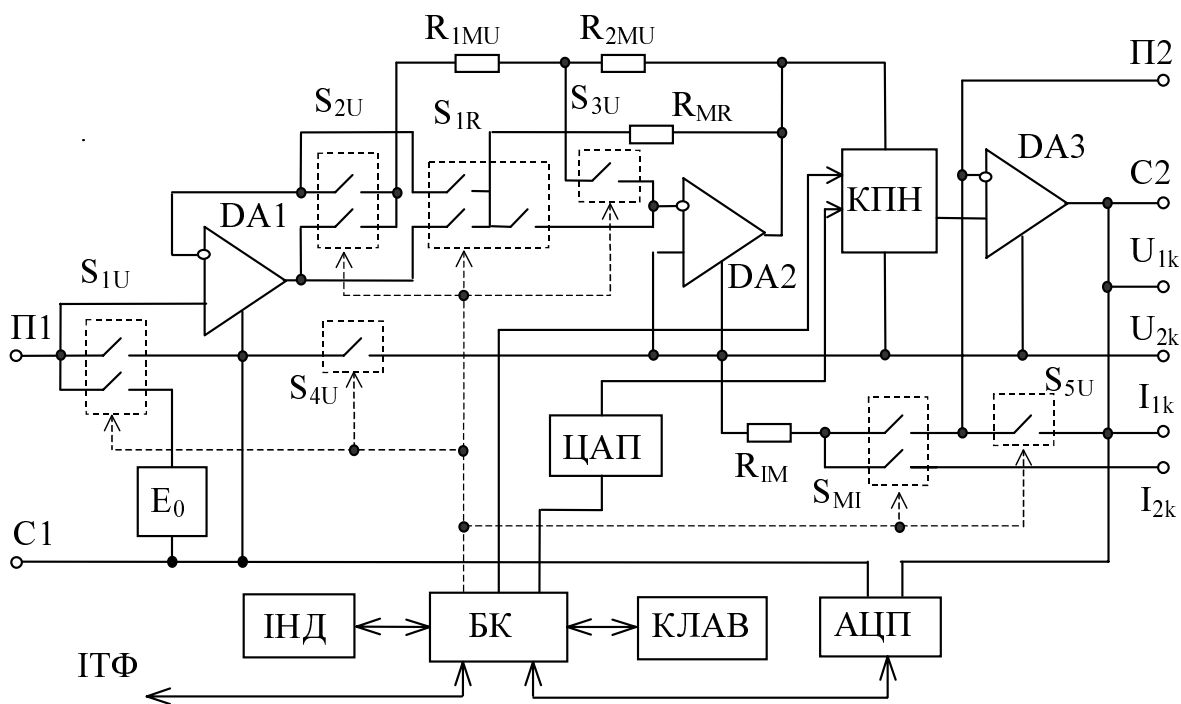 R1MU R2MU
П2
S2U S1R S3U RMR
DA3
C2
КПН
DA1
U1k
S1U DA2
П1 U2k
S4U S5U
I1k
ЦАП
RIM
E0 SMI I2k
C1
ІНД БК КЛАВ АЦП
ІТФ